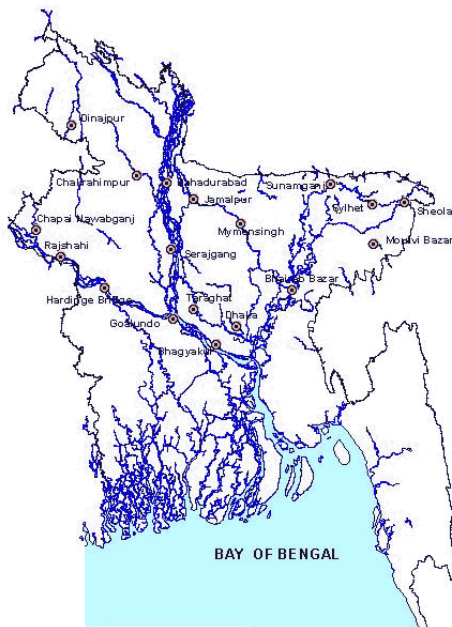 Dinajpur
Chakrahimpur
Bahadurabad
Sunamganj
Jamalpur
Sylhet
Sheola
Chapai Nawabganj
Mymensingh
Moulvi Bazar
Rajshahi
Serajgang
Bhairab Bazar
Hardinge Bridge
Taraghat
Goalundo
Dhaka
Bhagyakul
BAY OF BENGAL